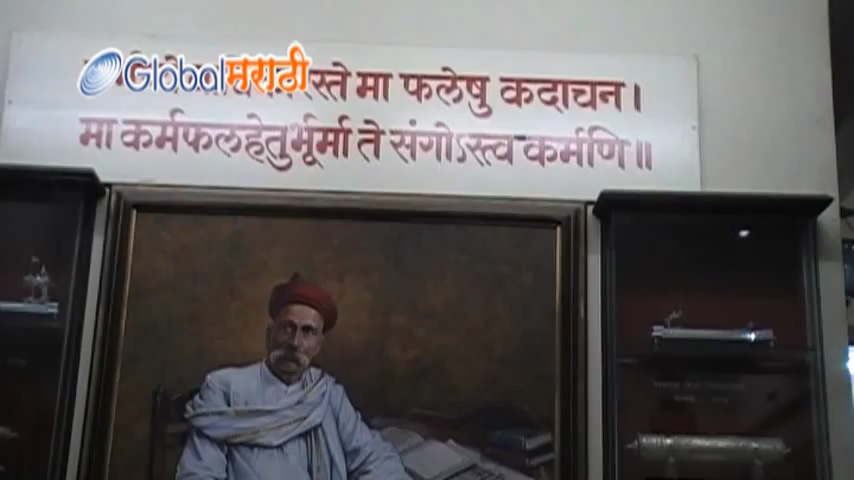 Globalमराठी
स्ते मा फलेषु कदाचन।
मा कर्मफलहेतुर्भूर्मा ते संगोऽस्त्व कर्मणि॥